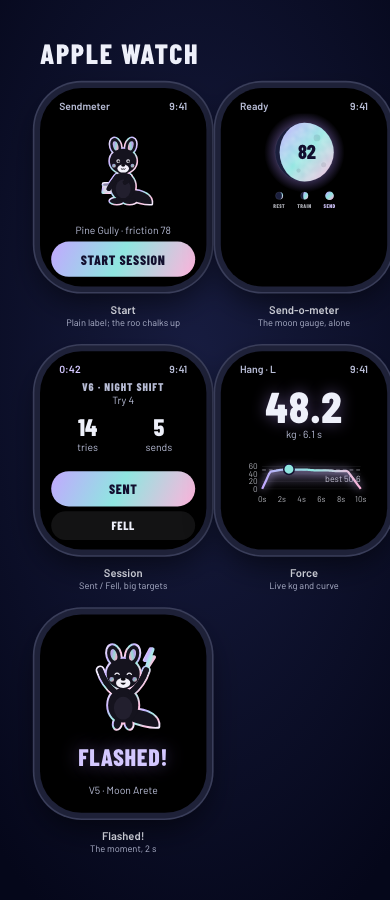 APPLE WATCH
Sendmeter 9:41
Pine Gully · friction 78
START SESSION
Start
Plain label; the roo chalks up
Ready 9:41
82
REST TRAIN SEND
Send-o-meter
The moon gauge, alone
0:42 9:41
V6 · NIGHT SHIFT
Try 4
14 5
tries sends
SENT
FELL
Session
Sent / Fell, big targets
Hang · L 9:41
48.2
kg · 6.1 s
60
40
20
0
best 50.6
0s 2s 4s 6s 8s 10s
Force
Live kg and curve
FLASHED!
V5 · Moon Arete
Flashed!
The moment, 2 s